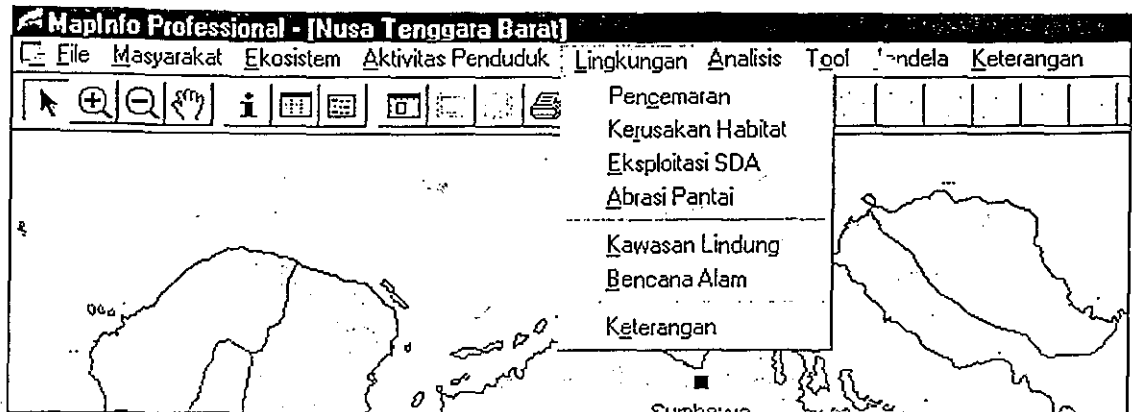 MapInfo Professional - [Nusa Tenggara Barat]
File Masyarakat Ekosistem Aktivitas Penduduk Lingkungan Analisis Tool Keterangan
Pencemaran
Kerusakan Habitat
Eksploitasi SDA
Abrasi Pantai
Kawasan Lindung
Bencana Alam
Keterangan